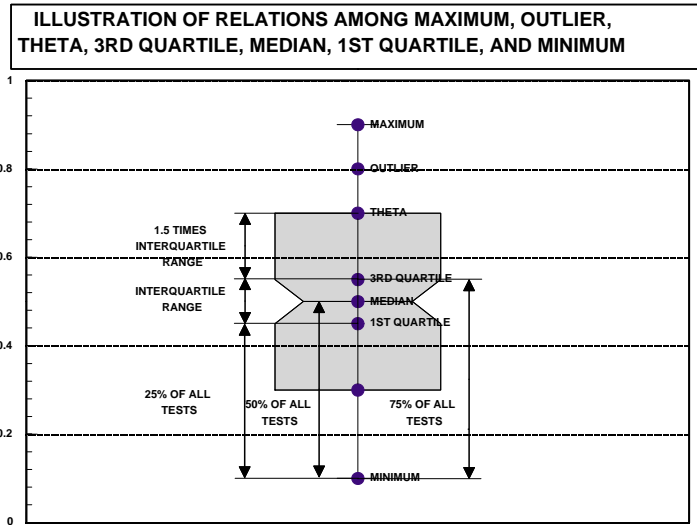 ILLUSTRATION OF RELATIONS AMONG MAXIMUM, OUTLIER,
THETA, 3RD QUARTILE, MEDIAN, 1ST QUARTILE, AND MINIMUM
1
MAXIMUM
0.8
OUTLIER
THETA
1.5 TIMES
INTERQUARTILE
RANGE
0.6
3RD QUARTILE
INTERQUARTILE
RANGE
MEDIAN
1ST QUARTILE
0.4
25% OF ALL
TESTS
50% OF ALL
TESTS
75% OF ALL
TESTS
0.2
MINIMUM
0